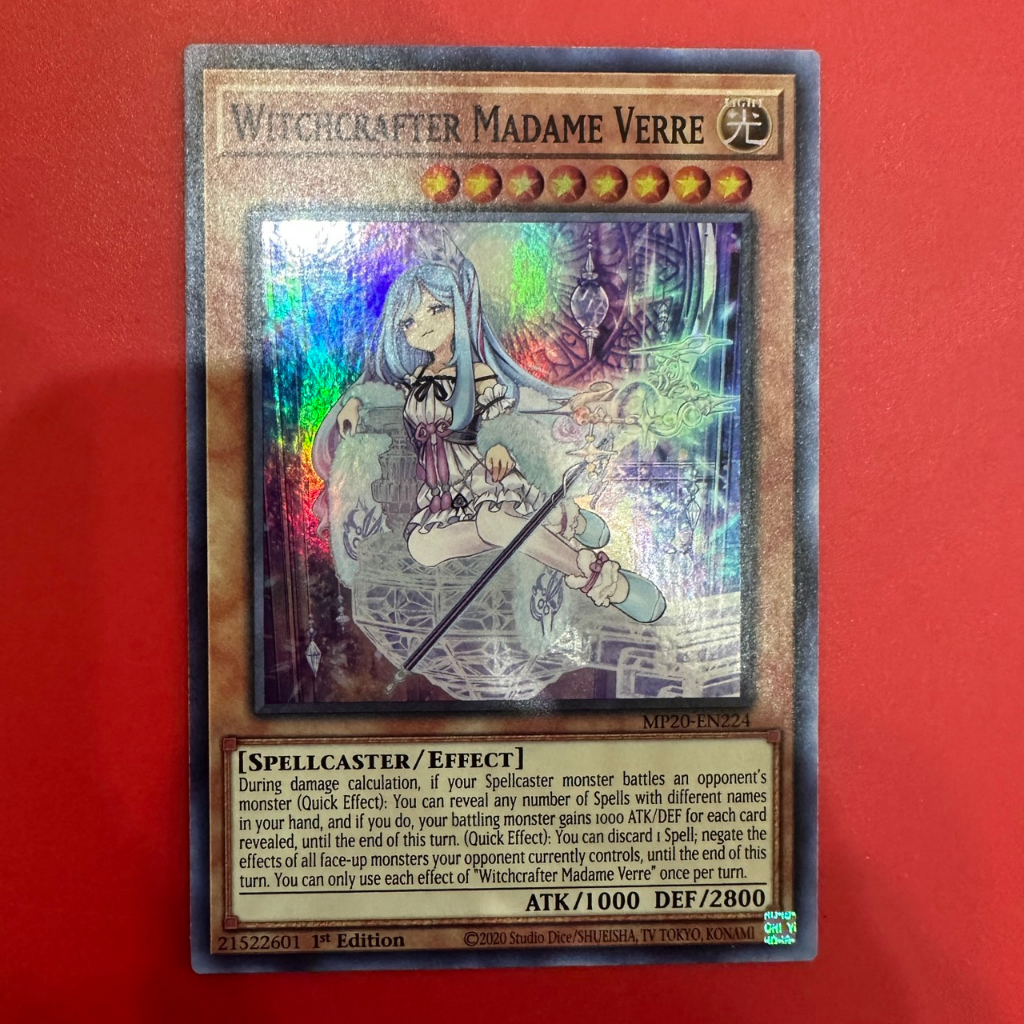 WITCHCRAFTER MADAME VERRE
LIGHT
光
MP20-EN224
[SPELLCASTER/EFFECT]
During damage calculation, if your Spellcaster monster battles an opponent's
monster (Quick Effect): You can reveal any number of Spells with different names
in your hand, and if you do, your battling monster gains 1000 ATK/DEF for each card
revealed, until the end of this turn. (Quick Effect): You can discard 1 Spell; negate the
effects of all face-up monsters your opponent currently controls, until the end of this
turn. You can only use each effect of "Witchcrafter Madame Verre" once per turn.
ATK/1000 DEF/2800
21522601 1st Edition ©2020 Studio Dice/SHUEISHA, TV TOKYO, KONAMI